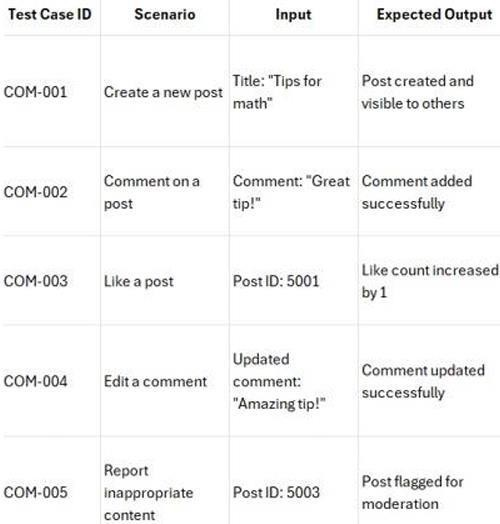 Test Case ID Scenario Input Expected Output
COM-001 Create a new post Title: "Tips for math" Post created and visible to others
COM-002 Comment on a post Comment: "Great tip!" Comment added successfully
COM-003 Like a post Post ID: 5001 Like count increased by 1
COM-004 Edit a comment Updated comment: "Amazing tip!" Comment updated successfully
COM-005 Report inappropriate content Post ID: 5003 Post flagged for moderation